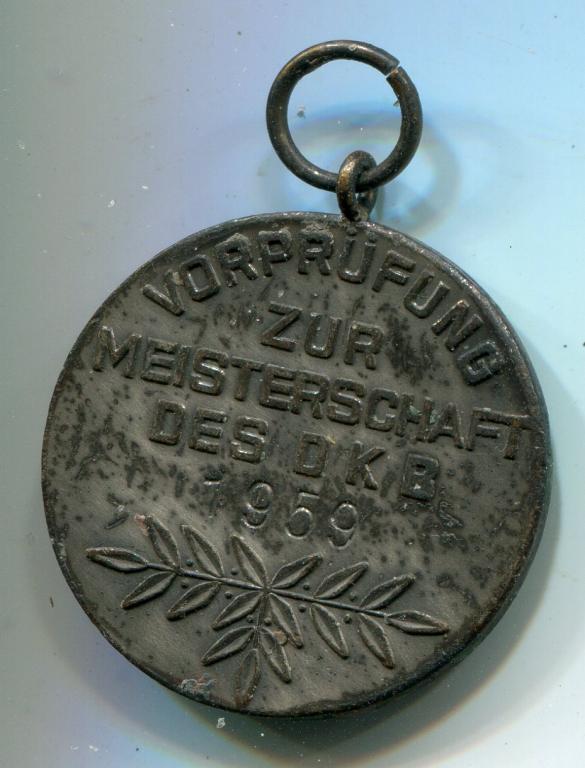 VORPRÜFUNG
ZUR
MEISTERSCHAFT
DES DKB
1959